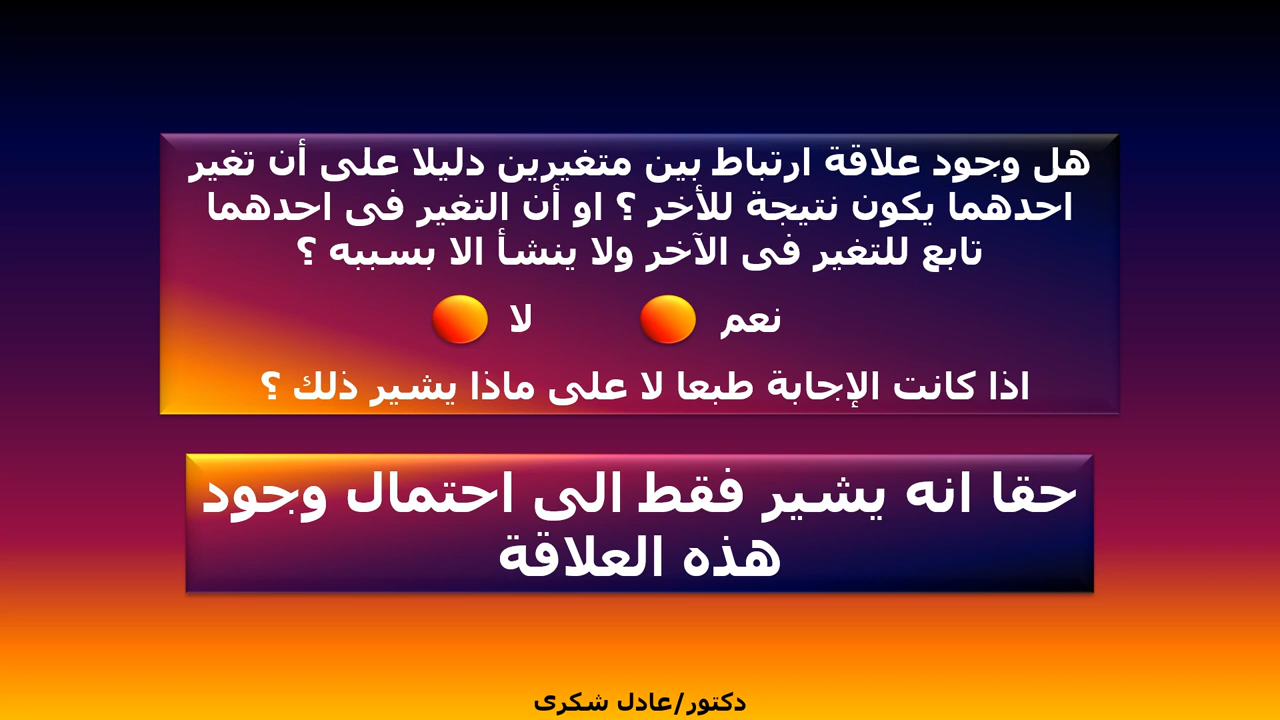 هل وجود علاقة ارتباط بين متغيرين دليلا على أن تغير
احدهما يكون نتيجة للأخر ؟ او أن التغير فى احدهما
تابع للتغير فى الآخر ولا ينشأ الا بسببه ؟
نعم لا
اذا كانت الإجابة طبعا لا على ماذا يشير ذلك ؟
حقا انه يشير فقط الى احتمال وجود
هذه العلاقة
دكتور/عادل شكرى